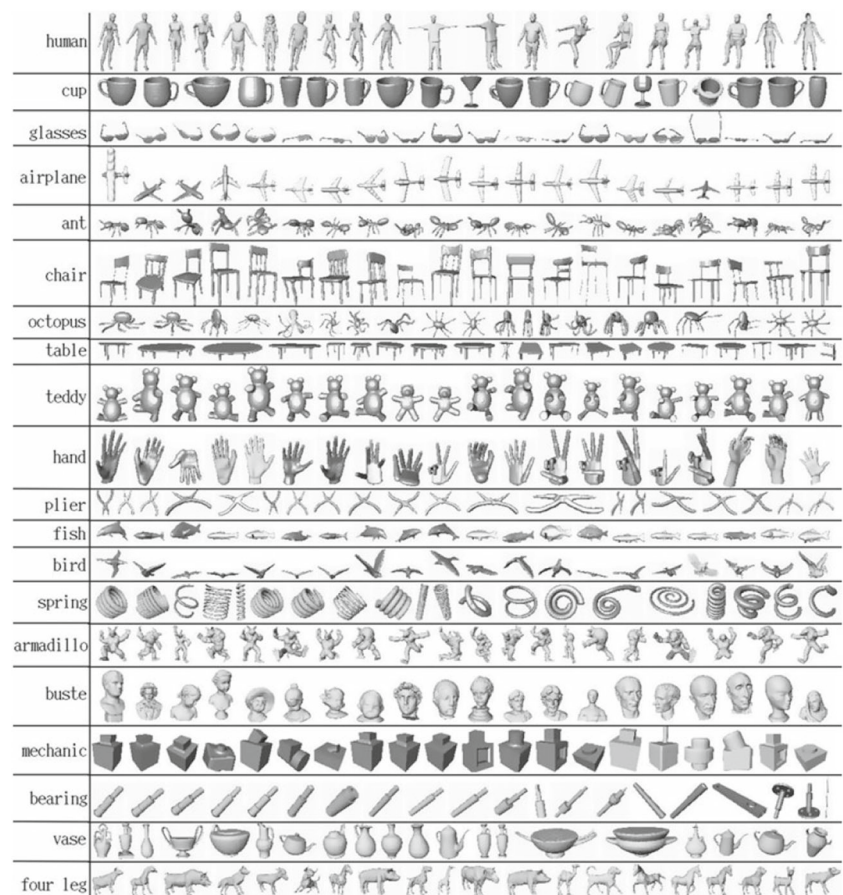 human
cup
glasses
airplane
ant
chair
octopus
table
teddy
hand
plier
fish
bird
spring
armadillo
buste
mechanic
bearing
vase
four leg